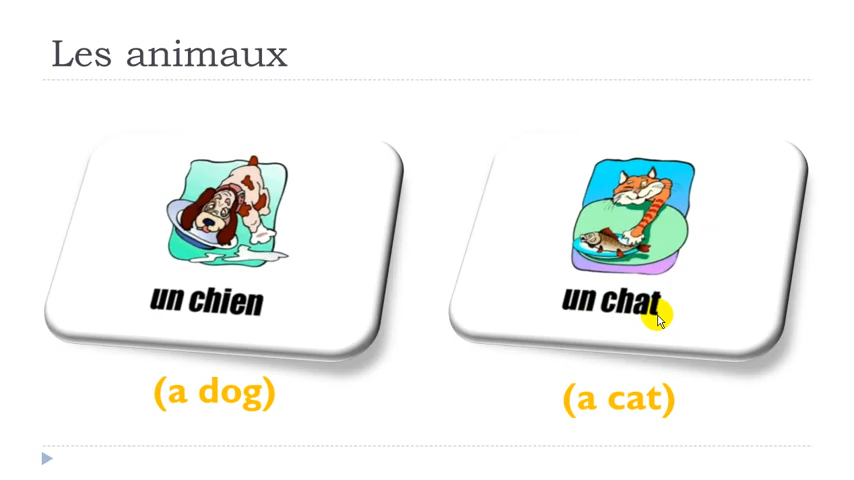 Les animaux
un chien
un chat
(a dog)
(a cat)